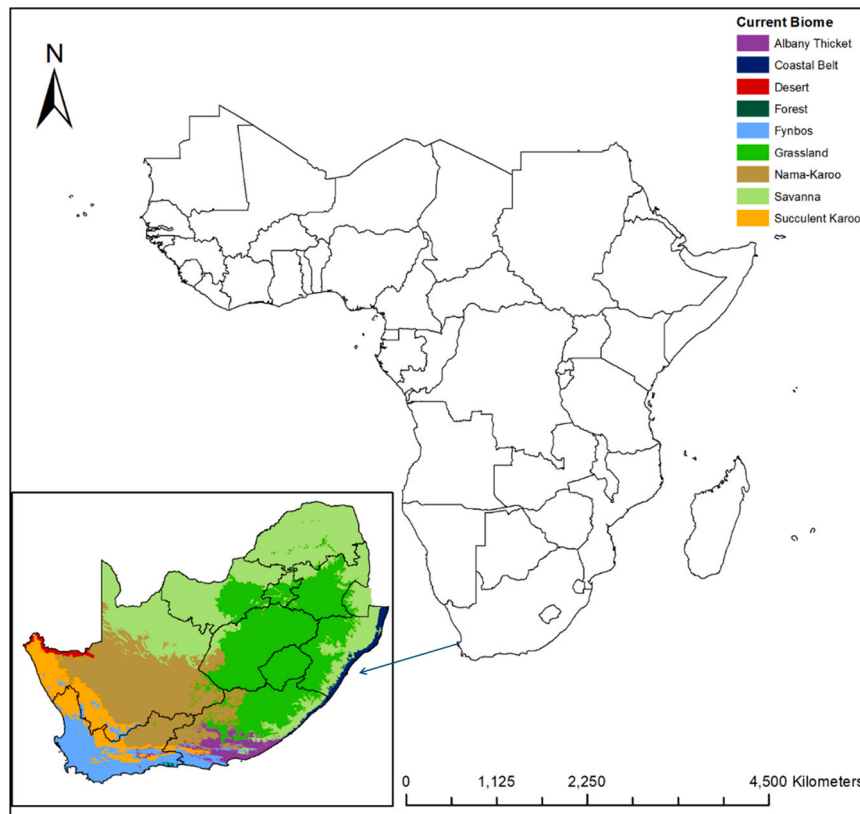 N
Current Biome
Albany Thicket
Coastal Belt
Desert
Forest
Fynbos
Grassland
Nama-Karoo
Savanna
Succulent Karoo
0 1,125 2,250 4,500 Kilometers